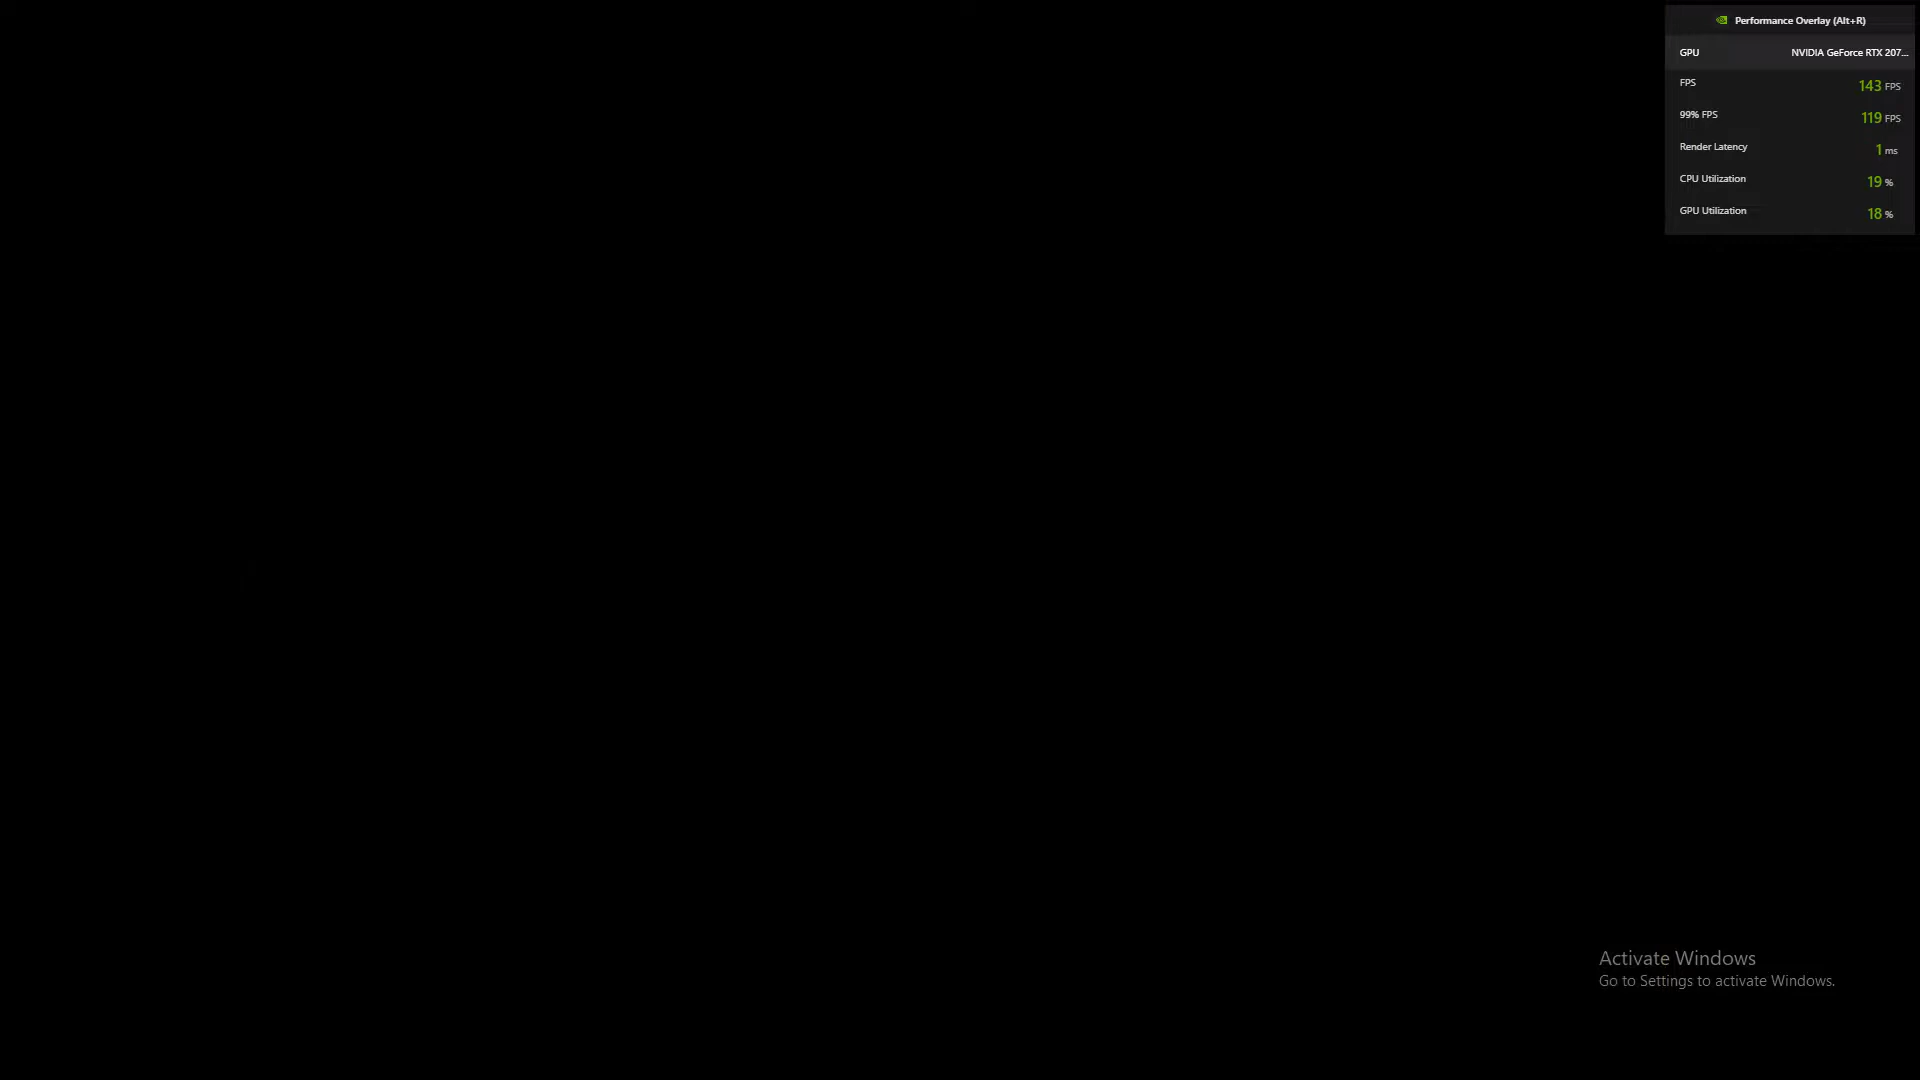 Performance Overlay (Alt+R)
GPU NVIDIA GeForce RTX 207...
FPS 143 FPS
99% FPS 119 FPS
Render Latency 1 ms
CPU Utilization 19 %
GPU Utilization 18 %
Activate Windows
Go to Settings to activate Windows.